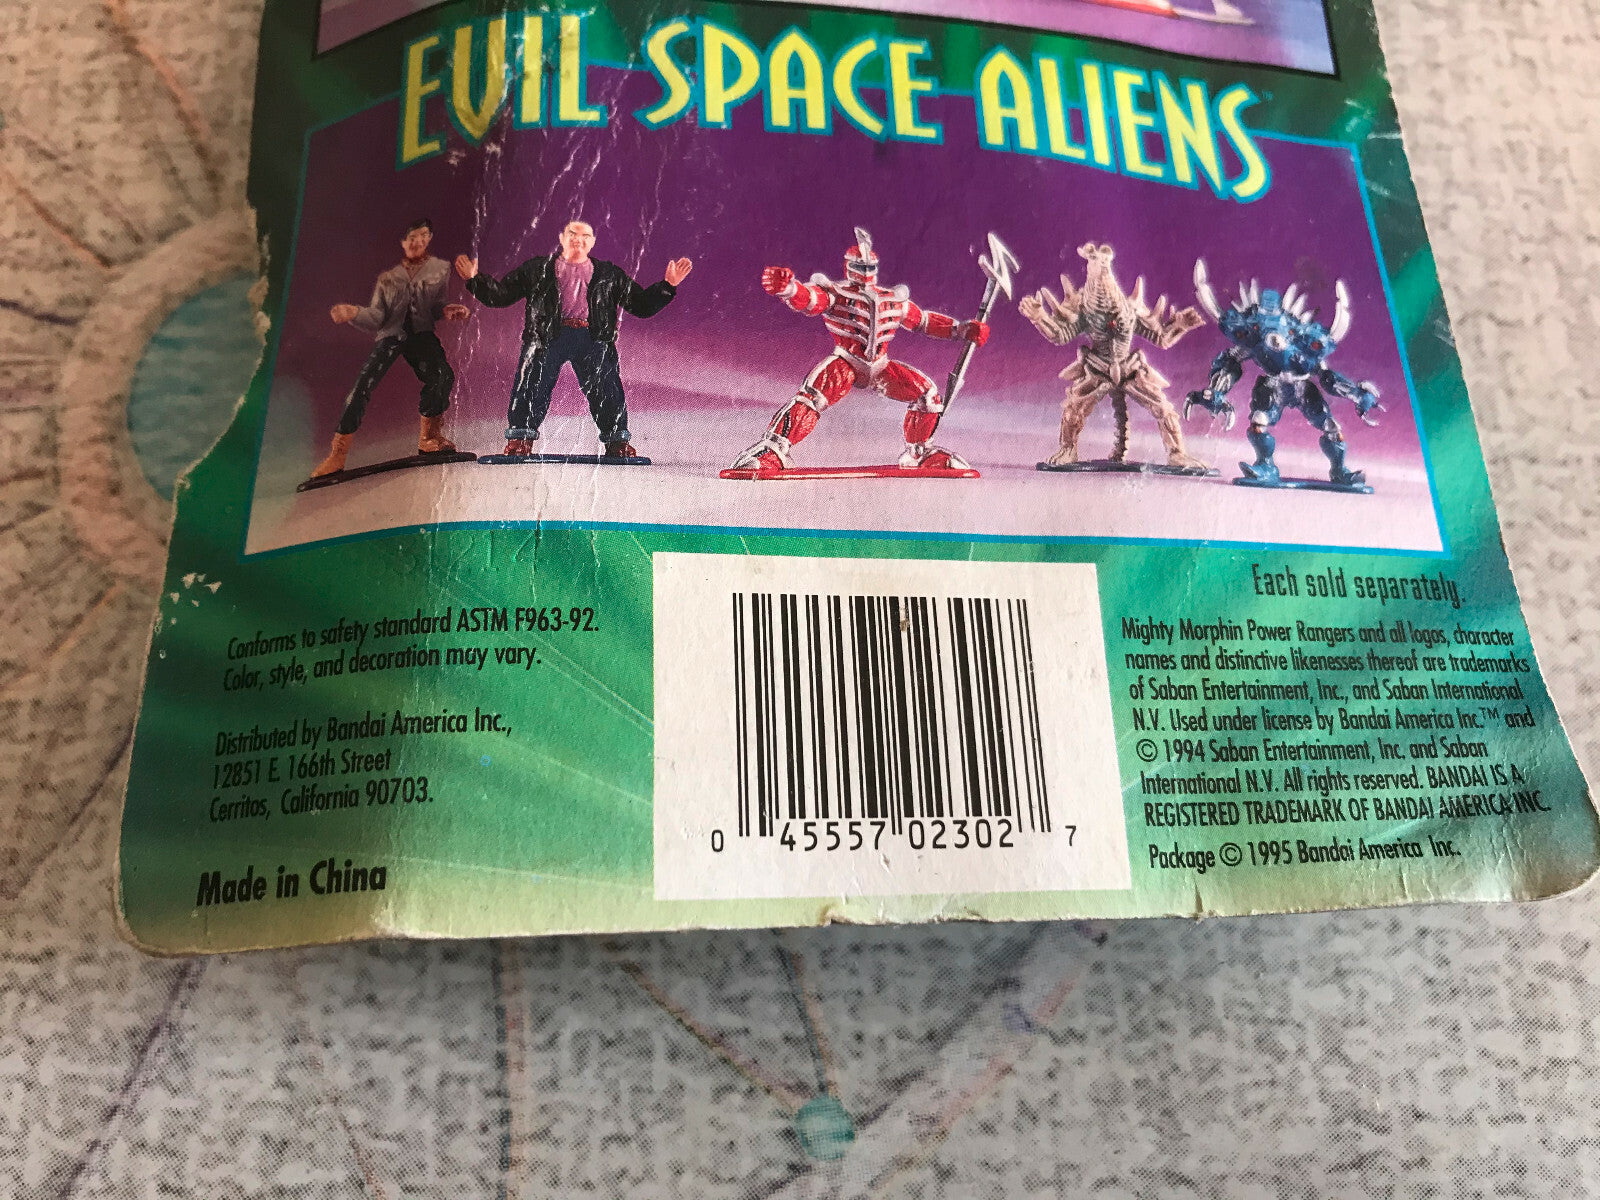 EVIL SPACE ALIENS™
Each sold separately.
Conforms to safety standard ASTM F963-92.
Color, style, and decoration may vary.
Distributed by Bandai America Inc.,
12851 E. 166th Street
Cerritos, California 90703.
Made in China
0 45557 02302 7
Mighty Morphin Power Rangers and all logos, character
names and distinctive likenesses thereof are trademarks
of Saban Entertainment, Inc., and Saban International
N.V. Used under license by Bandai America Inc.™ and
© 1994 Saban Entertainment, Inc. and Saban
International N.V. All rights reserved. BANDAI IS A
REGISTERED TRADEMARK OF BANDAI AMERICA INC.
Package © 1995 Bandai America Inc.